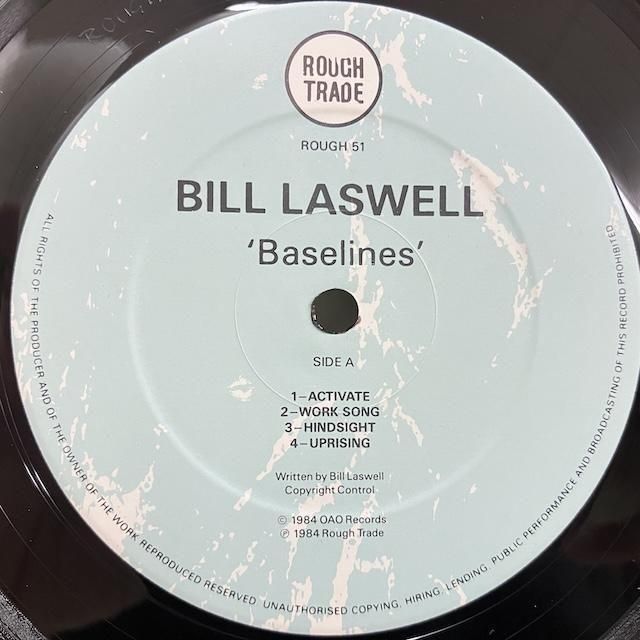 ROUGH
TRADE
ROUGH 51
BILL LASWELL
‘Baselines’
SIDE A
1–ACTIVATE
2–WORK SONG
3–HINDSIGHT
4–UPRISING
Written by Bill Laswell
Copyright Control
© 1984 OAO Records
℗ 1984 Rough Trade
ALL RIGHTS OF THE PRODUCER AND OF THE OWNER OF THE WORK REPRODUCED RESERVED. UNAUTHORISED COPYING, HIRING, LENDING, PUBLIC PERFORMANCE AND BROADCASTING OF THIS RECORD PROHIBITED